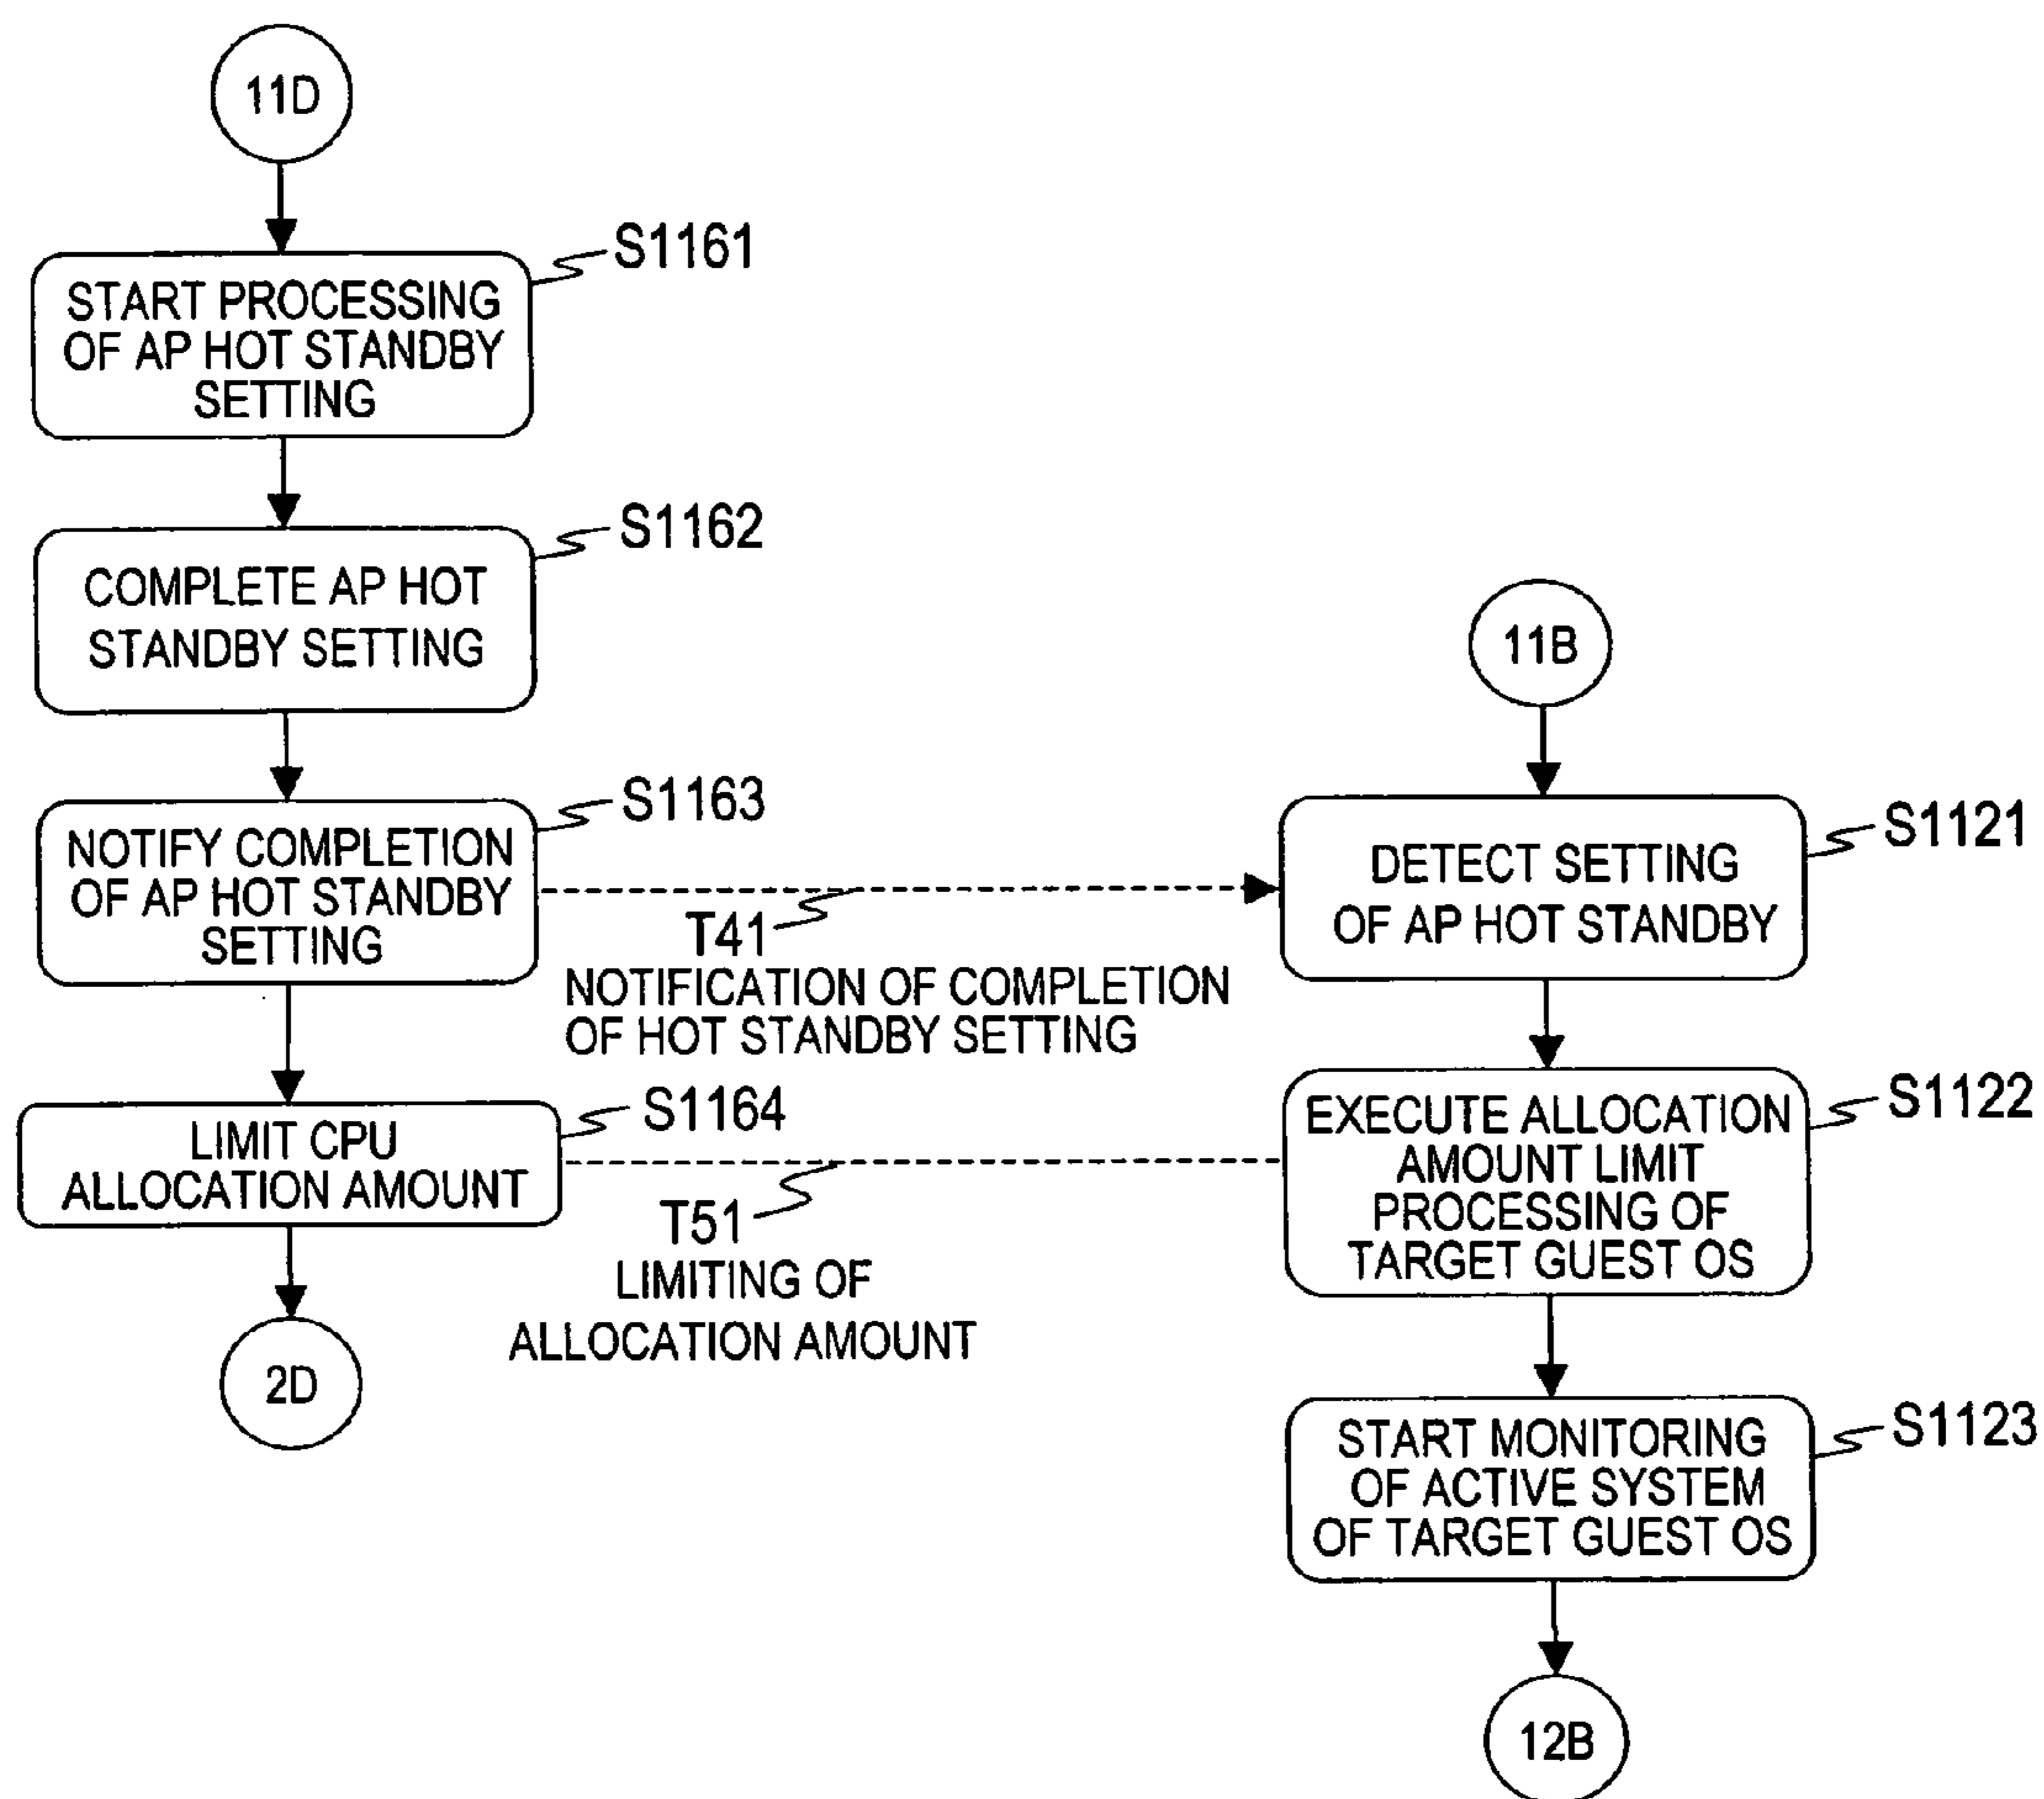 11D
S1161
START PROCESSING
OF AP HOT STANDBY
SETTING
S1162
COMPLETE AP HOT
STANDBY SETTING
S1163
NOTIFY COMPLETION
OF AP HOT STANDBY
SETTING
T41
NOTIFICATION OF COMPLETION
OF HOT STANDBY SETTING
S1164
LIMIT CPU
ALLOCATION AMOUNT
T51
LIMITING OF
ALLOCATION AMOUNT
2D
11B
S1121
DETECT SETTING
OF AP HOT STANDBY
S1122
EXECUTE ALLOCATION
AMOUNT LIMIT
PROCESSING OF
TARGET GUEST OS
S1123
START MONITORING
OF ACTIVE SYSTEM
OF TARGET GUEST OS
12B